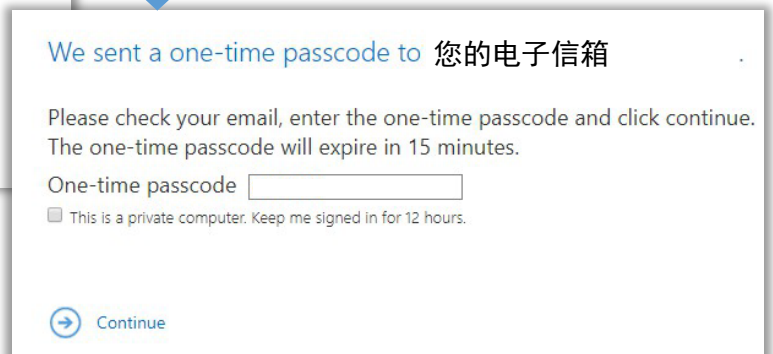 We sent a one-time passcode to 您的电子信箱 .
Please check your email, enter the one-time passcode and click continue.
The one-time passcode will expire in 15 minutes.
One-time passcode
This is a private computer. Keep me signed in for 12 hours.
Continue